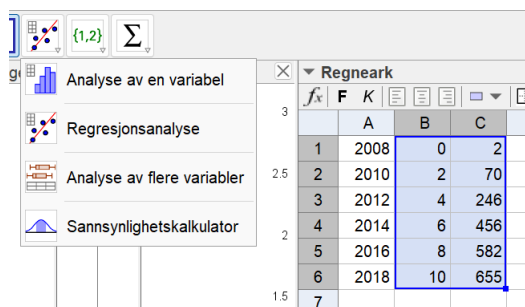 {1,2} Σ
Analyse av en variabel
Regresjonsanalyse
Analyse av flere variabler
Sannsynlighetskalkulator
3
2.5
2
1.5
Regneark
fx F K
A B C
1 2008 0 2
2 2010 2 70
3 2012 4 246
4 2014 6 456
5 2016 8 582
6 2018 10 655
7